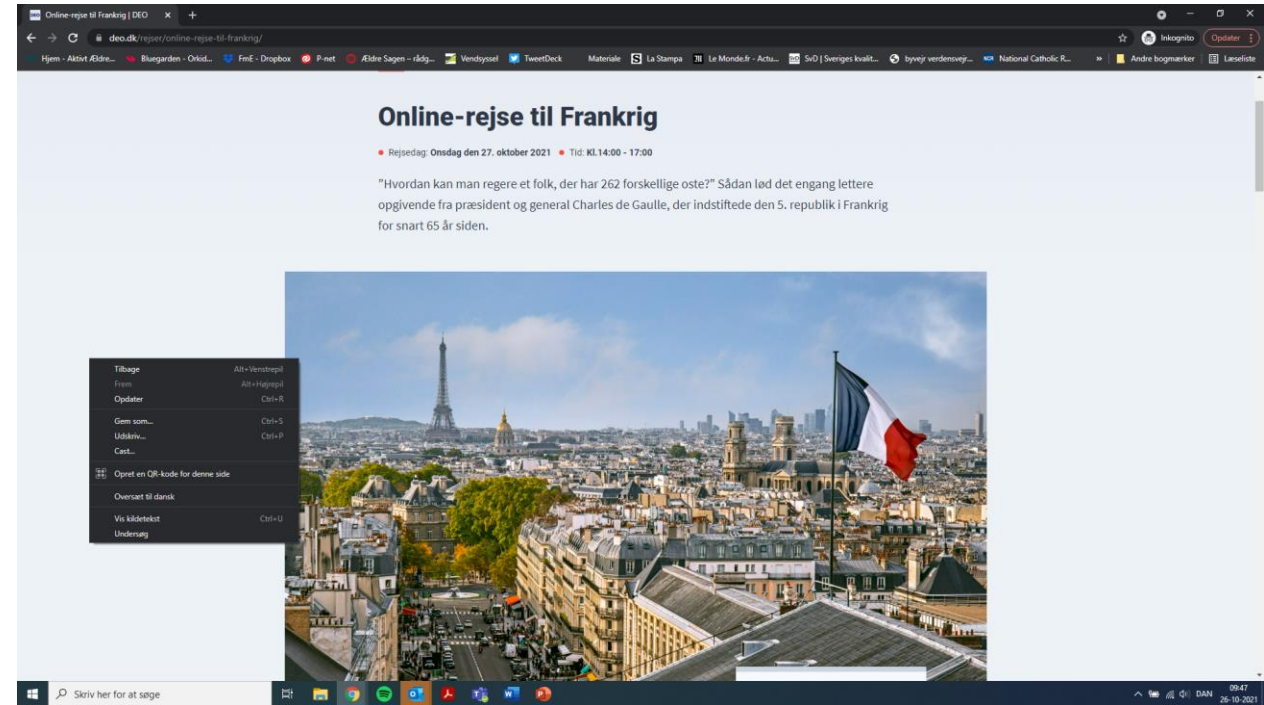 Online-rejse til Frankrig | DEO
deo.dk/rejser/online-rejse-til-frankrig/
Inkognito
Opdater
Hjem - Aktivt Ældre...
Bluegarden - Orkid...
FmE - Dropbox
P-net
Ældre Sagen – rådg...
Vendsyssel
TweetDeck
Materiale
La Stampa
Le Monde.fr - Actu...
SvD | Sveriges kvalit...
byvejr verdensvejr...
National Catholic R...
»
Andre bogmærker
Læseliste
Online-rejse til Frankrig
Rejsedag: Onsdag den 27. oktober 2021 • Tid: Kl.14:00 - 17:00
"Hvordan kan man regere et folk, der har 262 forskellige oste?" Sådan lød det engang lettere
opgivende fra præsident og general Charles de Gaulle, der indstiftede den 5. republik i Frankrig
for snart 65 år siden.
Tilbage Alt+Venstrepil
Frem Alt+Højrepil
Opdater Ctrl+R
Gem som... Ctrl+S
Udskriv... Ctrl+P
Cast...
Opret en QR-kode for denne side
Oversæt til dansk
Vis kildetekst Ctrl+U
Undersøg
Skriv her for at søge
DAN
09:47
26-10-2021